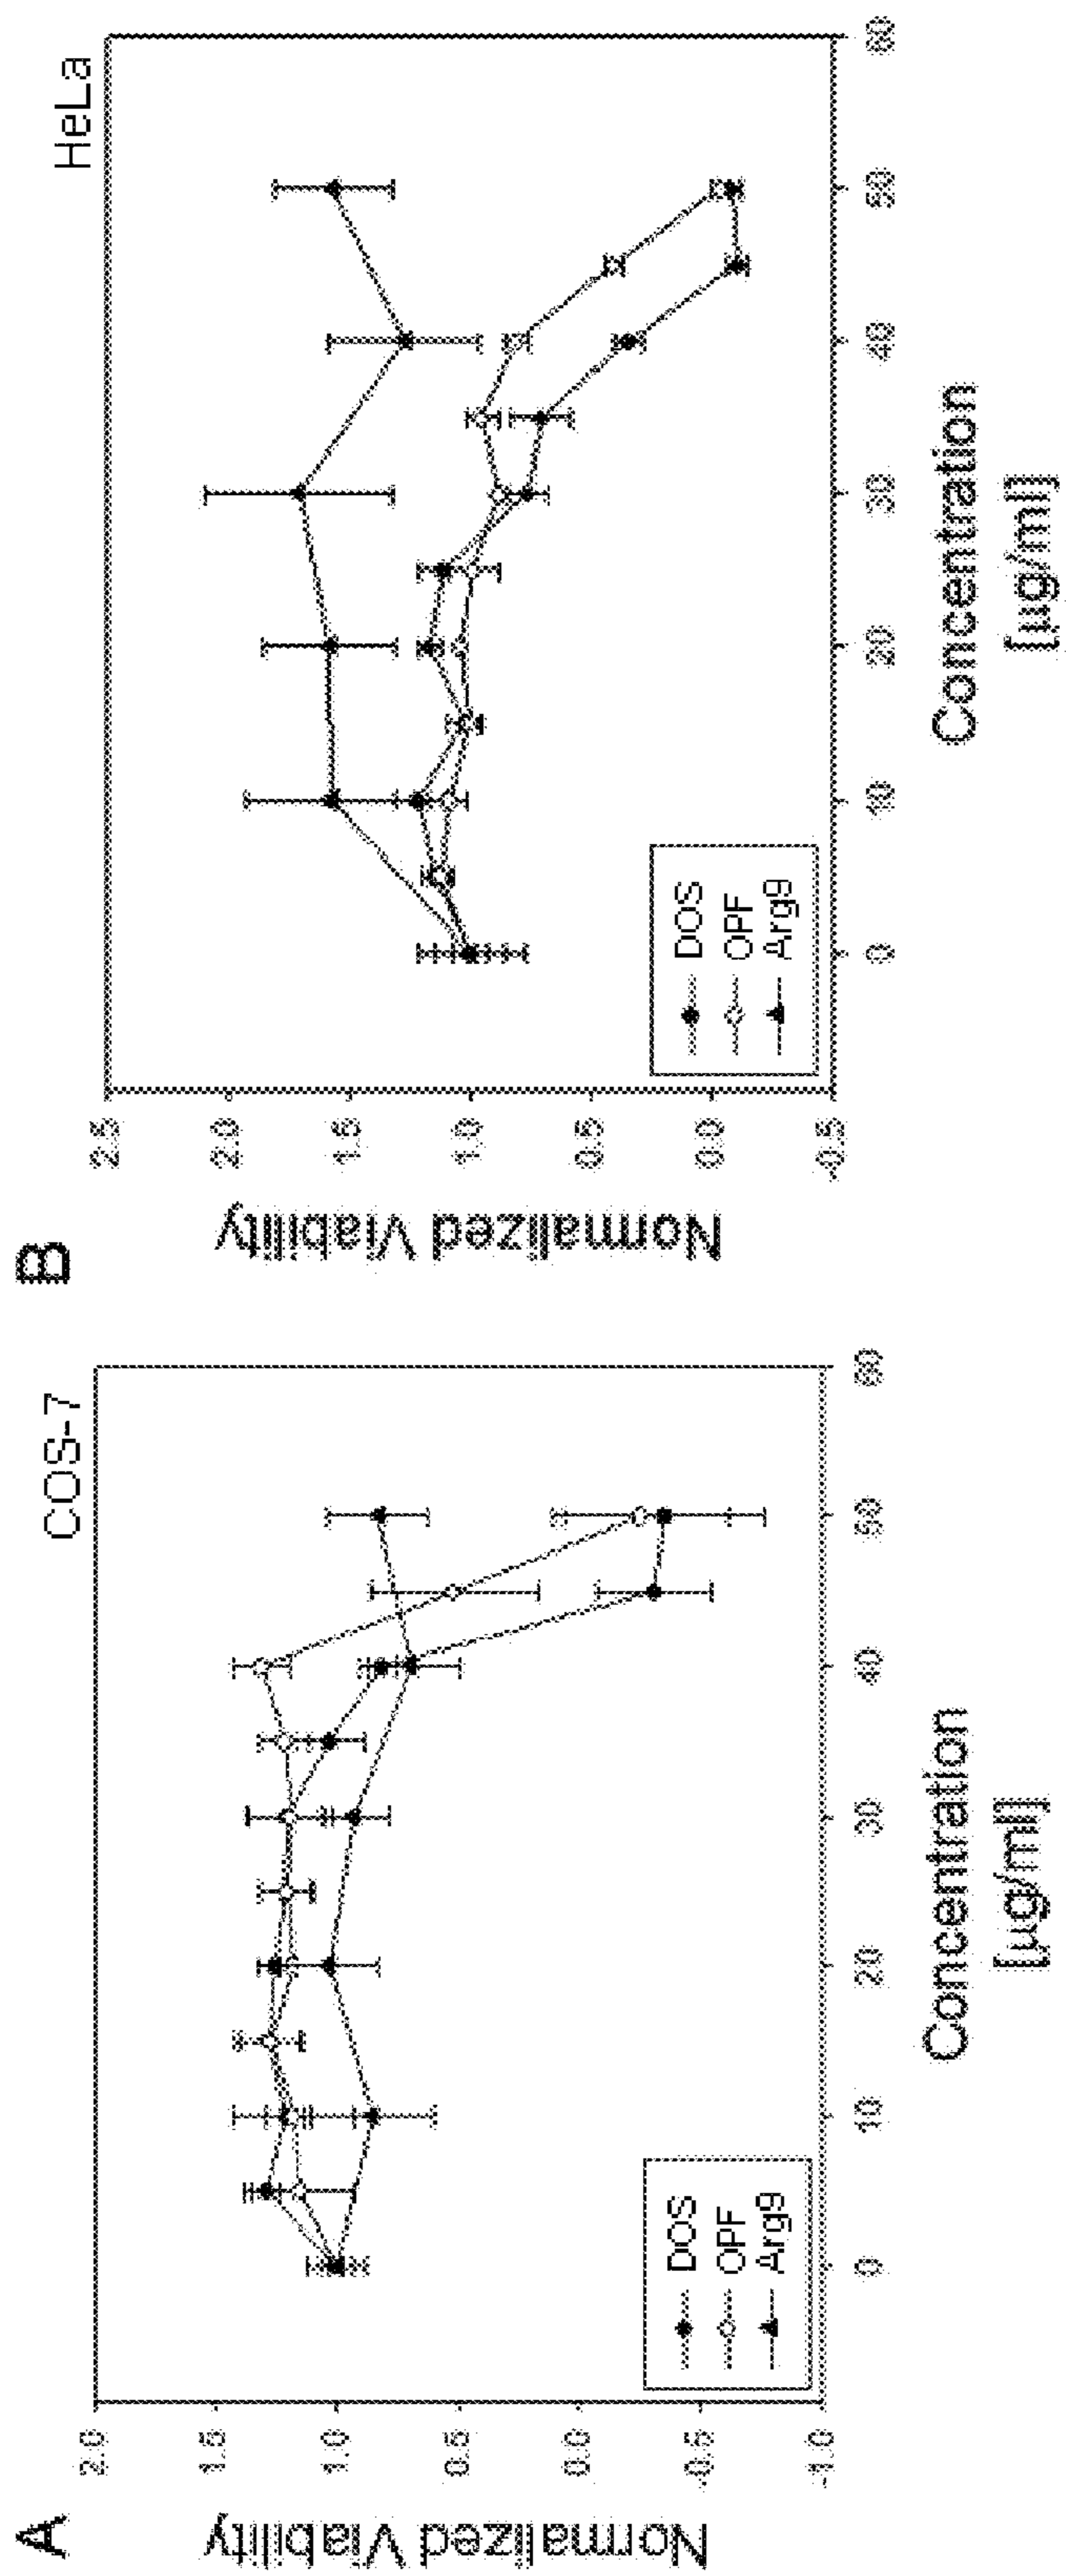 A
COS-7
Normalized Viability
2.0
1.5
1.0
0.5
0.0
-0.5
-1.0
DOS
OPF
Arg9
0
10
20
30
40
50
60
Concentration
[µg/ml]
B
HeLa
Normalized Viability
2.5
2.0
1.5
1.0
0.5
0.0
-0.5
DOS
OPF
Arg9
0
10
20
30
40
50
60
Concentration
[µg/ml]